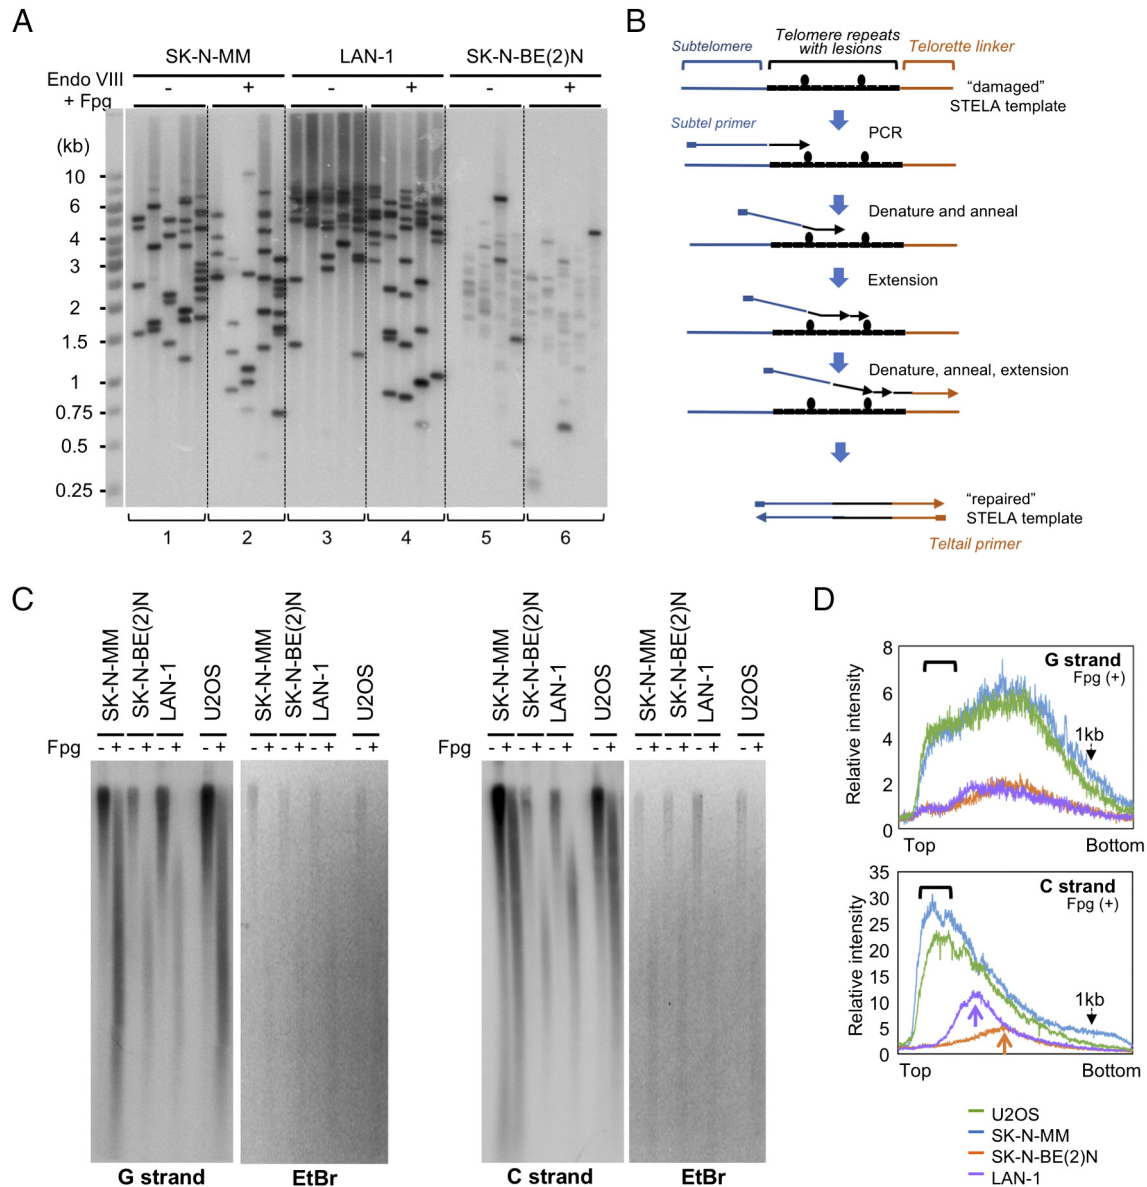 A
SK-N-MM LAN-1 SK-N-BE(2)N
Endo VIII
+ Fpg
- + - + - +
(kb)
10
6
4
3
2
1.5
1
0.75
0.5
0.25
1 2 3 4 5 6
B
Subtelomere
Telomere repeats
with lesions
Telorette linker
“damaged”
STELA template
Subtel primer
PCR
Denature and anneal
Extension
Denature, anneal, extension
“repaired”
STELA template
Teltail primer
C
SK-N-MM SK-N-BE(2)N LAN-1 U2OS SK-N-MM SK-N-BE(2)N LAN-1 U2OS
Fpg - + - + - + - + - + - + - + - +
G strand EtBr
SK-N-MM SK-N-BE(2)N LAN-1 U2OS SK-N-MM SK-N-BE(2)N LAN-1 U2OS
Fpg - + - + - + - + - + - + - + - +
C strand EtBr
D
Relative intensity
8
6
4
2
0
G strand
Fpg (+)
1kb
Top Bottom
Relative intensity
35
30
25
20
15
10
5
0
C strand
Fpg (+)
1kb
Top Bottom
U2OS
SK-N-MM
SK-N-BE(2)N
LAN-1